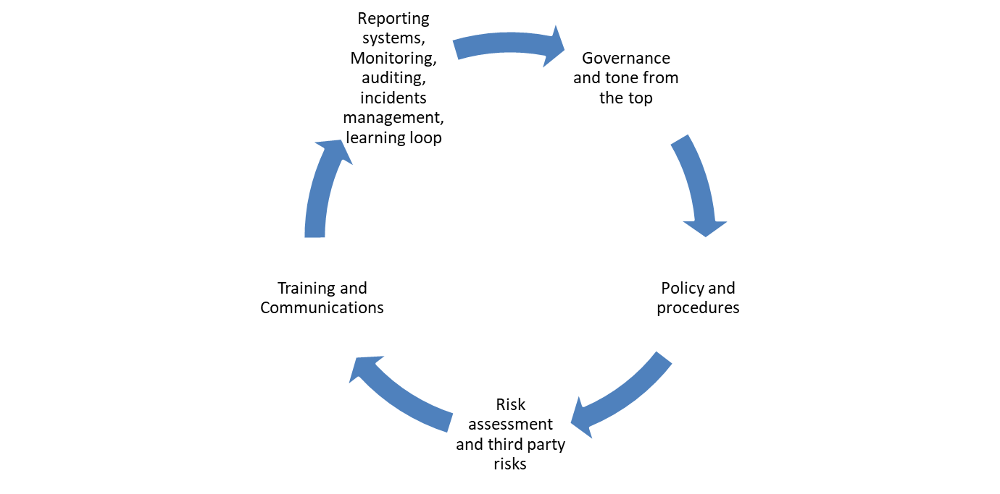 Reporting
systems,
Monitoring,
auditing,
incidents
management,
learning loop
Governance
and tone from
the top
Policy and
procedures
Risk
assessment
and third party
risks
Training and
Communications